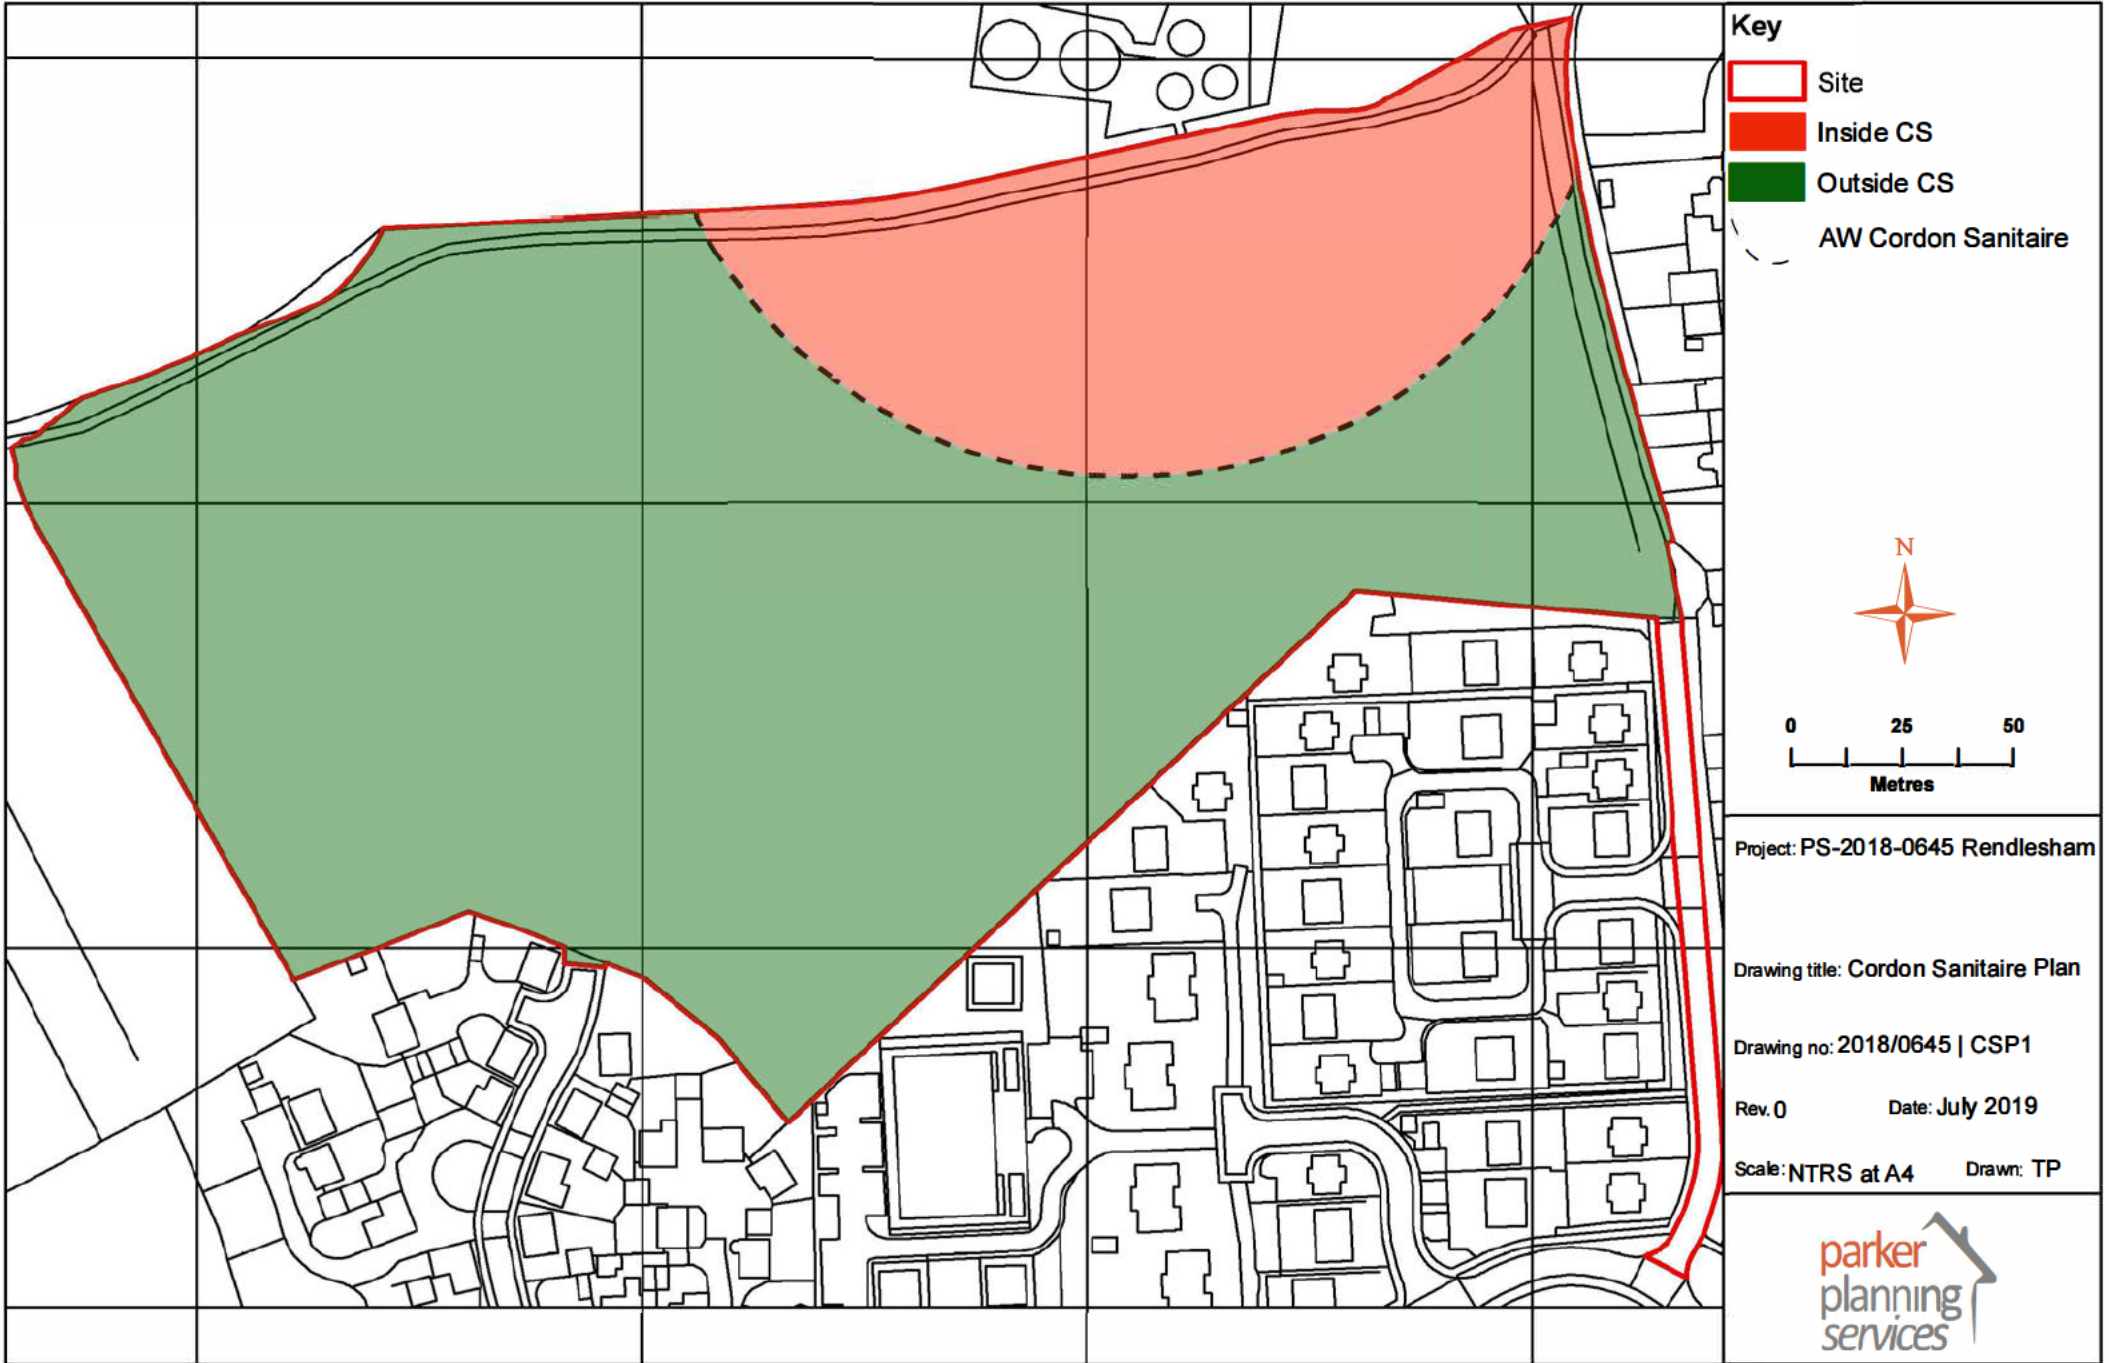 Key
Site
Inside CS
Outside CS
AW Cordon Sanitaire
N
0 25 50
Metres
Project: PS-2018-0645 Rendlesham
Drawing title: Cordon Sanitaire Plan
Drawing no: 2018/0645 | CSP1
Rev. 0 Date: July 2019
Scale: NTRS at A4 Drawn: TP
parker
planning
services